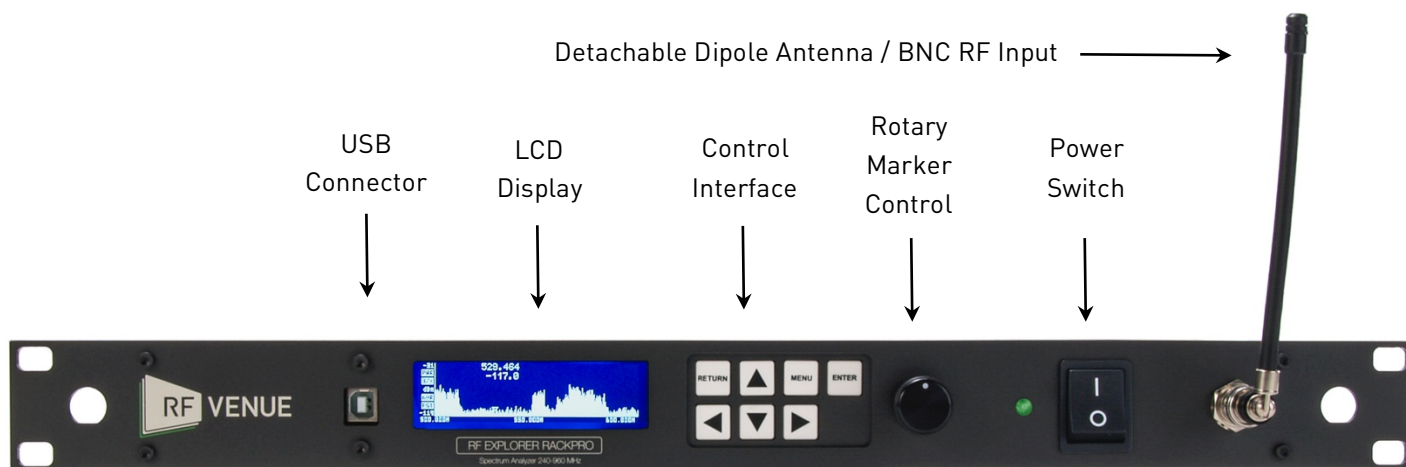 Detachable Dipole Antenna / BNC RF Input
USB
Connector
LCD
Display
Control
Interface
Rotary
Marker
Control
Power
Switch
529.464
-117.0
dBm
RF VENUE
RETURN
MENU
ENTER
RF EXPLORER RACKPRO
Spectrum Analyzer 240-960 MHz
I
O